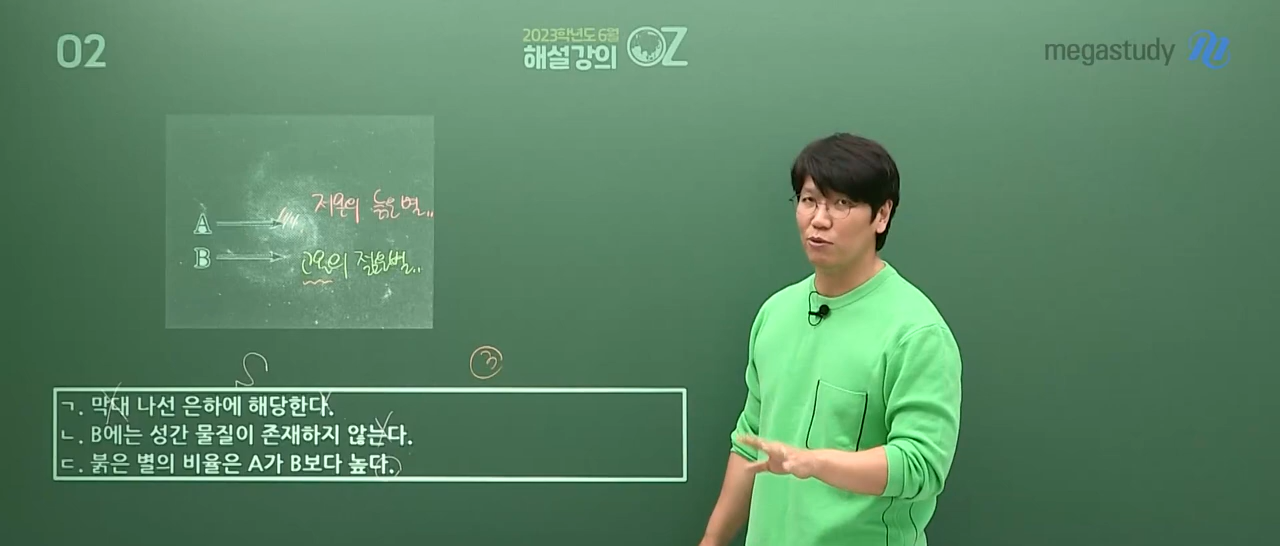 02
2023학년도 6월
해설강의 OZ
megastudy
저온의 늙은별..
A
B
고온의 젊은별..
S
③
ㄱ. 막대 나선 은하에 해당한다.
ㄴ. B에는 성간 물질이 존재하지 않는다.
ㄷ. 붉은 별의 비율은 A가 B보다 높다.